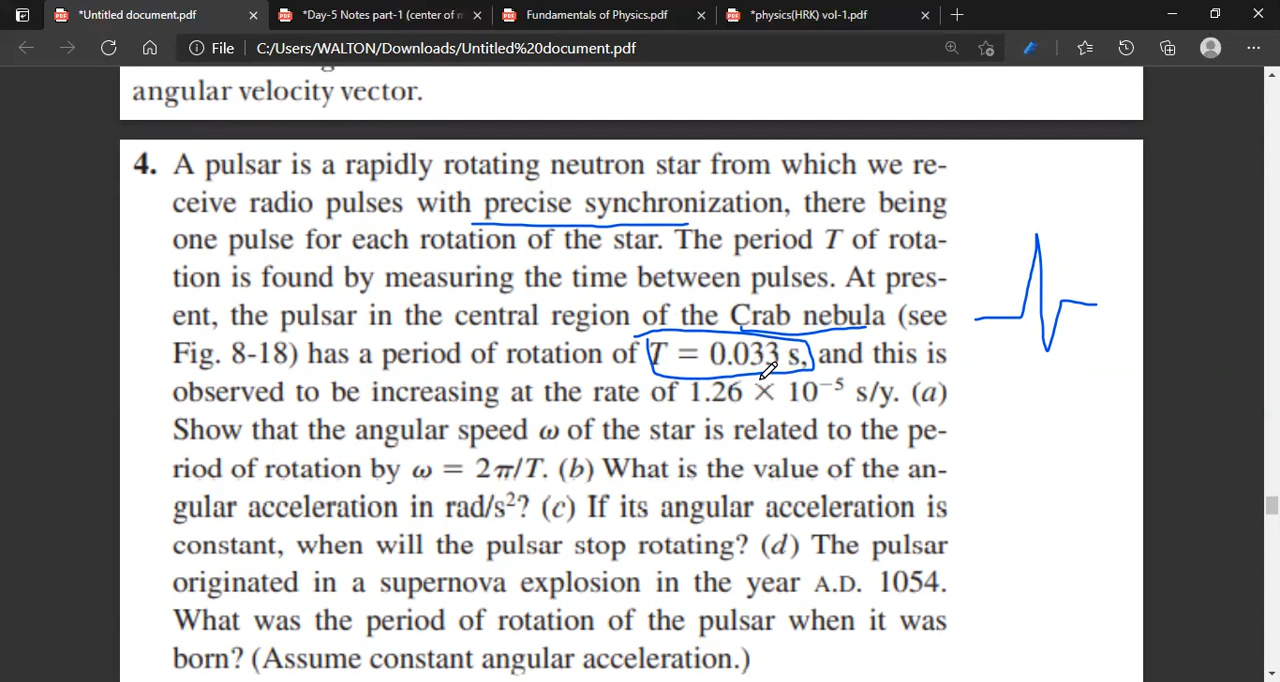 *Untitled document.pdf
*Day-5 Notes part-1 (center of m
Fundamentals of Physics.pdf
*physics(HRK) vol-1.pdf
File
C:/Users/WALTON/Downloads/Untitled%20document.pdf
angular velocity vector.
4. A pulsar is a rapidly rotating neutron star from which we re-
ceive radio pulses with precise synchronization, there being
one pulse for each rotation of the star. The period T of rota-
tion is found by measuring the time between pulses. At pres-
ent, the pulsar in the central region of the Crab nebula (see
Fig. 8-18) has a period of rotation of T = 0.033 s, and this is
observed to be increasing at the rate of 1.26 × 10⁻⁵ s/y. (a)
Show that the angular speed ω of the star is related to the pe-
riod of rotation by ω = 2π/T. (b) What is the value of the an-
gular acceleration in rad/s²? (c) If its angular acceleration is
constant, when will the pulsar stop rotating? (d) The pulsar
originated in a supernova explosion in the year A.D. 1054.
What was the period of rotation of the pulsar when it was
born? (Assume constant angular acceleration.)